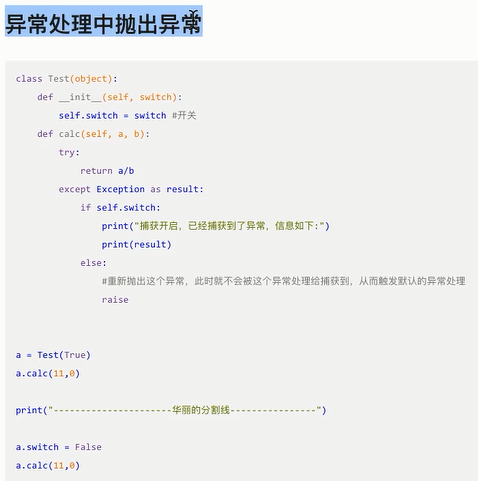 异常处理中抛出异常
class Test(object):
    def __init__(self, switch):
        self.switch = switch #开关
    def calc(self, a, b):
        try:
            return a/b
        except Exception as result:
            if self.switch:
                print("捕获开启，已经捕获到了异常，信息如下:")
                print(result)
            else:
                #重新抛出这个异常，此时就不会被这个异常处理给捕获到，从而触发默认的异常处理
                raise
a = Test(True)
a.calc(11,0)
print("----------------------华丽的分割线----------------")
a.switch = False
a.calc(11,0)